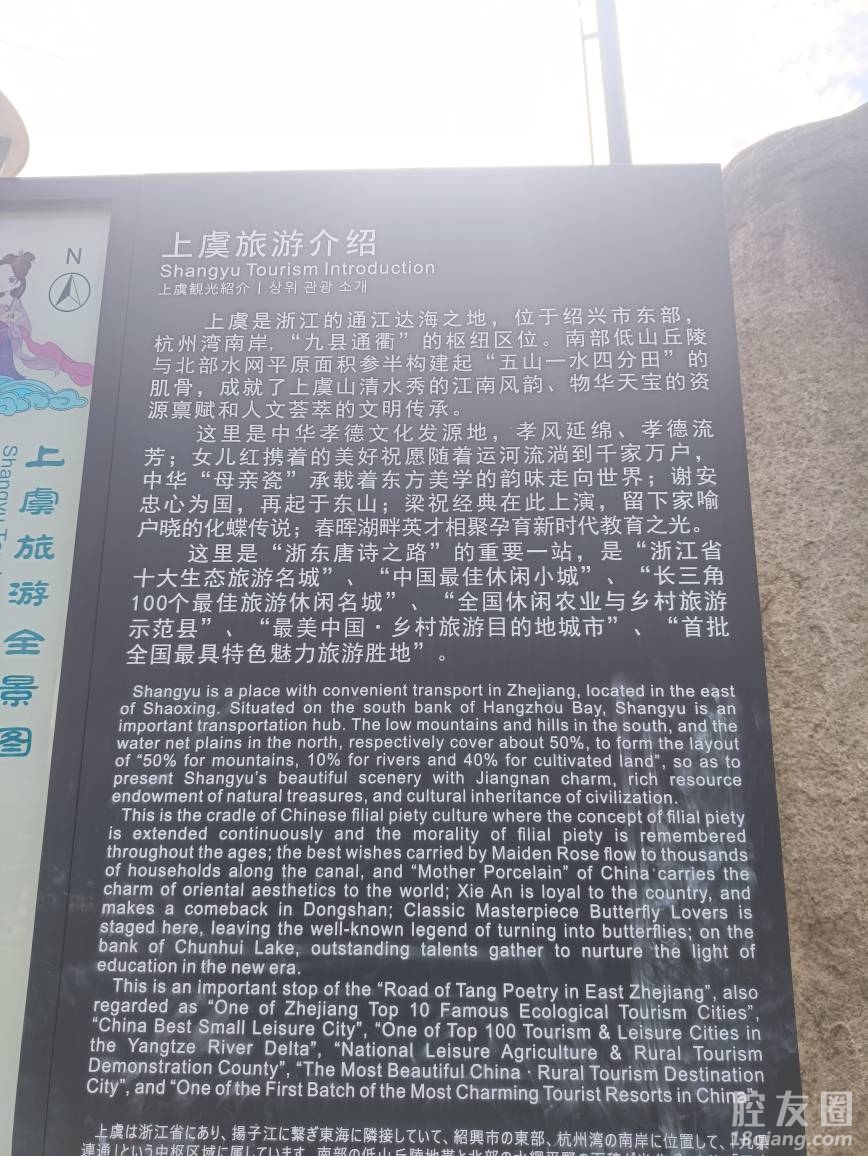 N
上虞旅游全景图
上虞旅游介绍
Shangyu Tourism Introduction
上虞観光紹介 | 상위 관광 소개
上虞是浙江的通江达海之地，位于绍兴市东部，
杭州湾南岸，“九县通衢”的枢纽区位。南部低山丘陵
与北部水网平原面积参半构建起“五山一水四分田”的
肌骨，成就了上虞山清水秀的江南风韵、物华天宝的资
源禀赋和人文荟萃的文明传承。
这里是中华孝德文化发源地，孝风延绵、孝德流
芳；女儿红携着的美好祝愿随着运河流淌到千家万户，
中华“母亲瓷”承载着东方美学的韵味走向世界；谢安
忠心为国，再起于东山；梁祝经典在此上演，留下家喻
户晓的化蝶传说；春晖湖畔英才相聚孕育新时代教育之光。
这里是“浙东唐诗之路”的重要一站，是“浙江省
十大生态旅游名城”、“中国最佳休闲小城”、“长三角
100个最佳旅游休闲名城”、“全国休闲农业与乡村旅游
示范县”、“最美中国·乡村旅游目的地城市”、“首批
全国最具特色魅力旅游胜地”。
Shangyu is a place with convenient transport in Zhejiang, located in the east
of Shaoxing. Situated on the south bank of Hangzhou Bay, Shangyu is an
important transportation hub. The low mountains and hills in the south, and the
water net plains in the north, respectively cover about 50%, to form the layout
of “50% for mountains, 10% for rivers and 40% for cultivated land”, so as to
present Shangyu's beautiful scenery with Jiangnan charm, rich resource
endowment of natural treasures, and cultural inheritance of civilization.
This is the cradle of Chinese filial piety culture where the concept of filial piety
is extended continuously and the morality of filial piety is remembered
throughout the ages; the best wishes carried by Maiden Rose flow to thousands
of households along the canal, and “Mother Porcelain” of China carries the
charm of oriental aesthetics to the world; Xie An is loyal to the country, and
makes a comeback in Dongshan; Classic Masterpiece Butterfly Lovers is
staged here, leaving the well-known legend of turning into butterflies; on the
bank of Chunhui Lake, outstanding talents gather to nurture the light of
education in the new era.
This is an important stop of the “Road of Tang Poetry in East Zhejiang”, also
regarded as “One of Zhejiang Top 10 Famous Ecological Tourism Cities”,
“China Best Small Leisure City”, “One of Top 100 Tourism & Leisure Cities in
the Yangtze River Delta”, “National Leisure Agriculture & Rural Tourism
Demonstration County”, “The Most Beautiful China · Rural Tourism Destination
City”, and “One of the First Batch of the Most Charming Tourist Resorts in China”
上虞は浙江省にあり、揚子江に繋ぎ東海に隣接していて、紹興市の東部、杭州湾の南岸に位置して、「九県
連通」という中枢区域に属しています。
腔友圈
18qiang.com